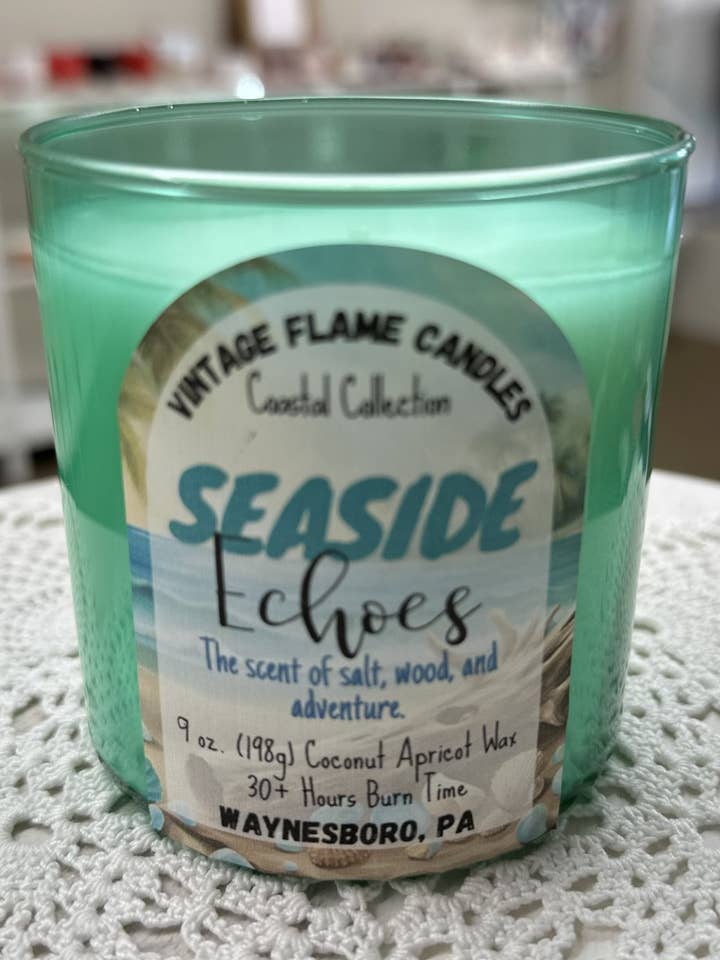 VINTAGE FLAME CANDLES
Coastal Collection
SEASIDE
Echoes
The scent of salt, wood, and
adventure.
9 oz. (198g) Coconut Apricot Wax
30+ Hours Burn Time
WAYNESBORO, PA